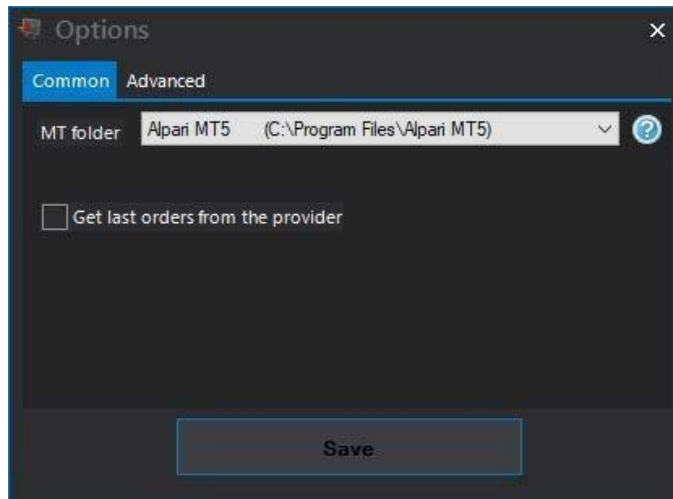 Options
Common Advanced
MT folder Alpari MT5 (C:\Program Files\Alpari MT5) ?
Get last orders from the provider
Save